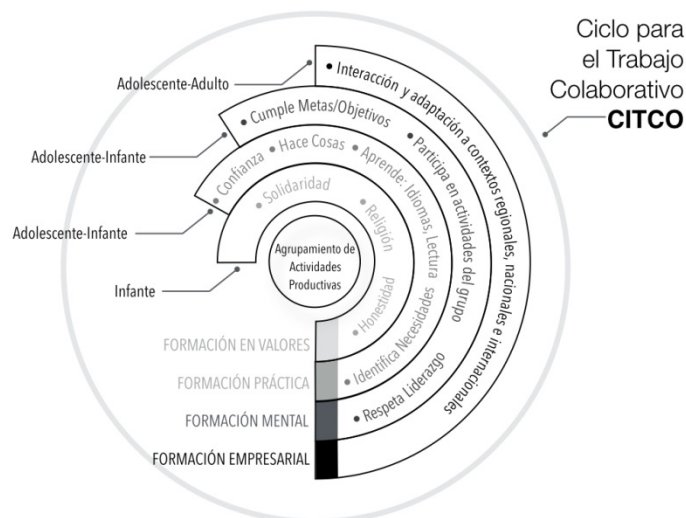 Ciclo para
el Trabajo
Colaborativo
CITCO
Adolescente-Adulto
Adolescente-Infante
Adolescente-Infante
Infante
• Interacción y adaptación a contextos regionales, nacionales e internacionales
• Cumple Metas/Objetivos
• Participa en actividades del grupo
• Respeta Liderazgo
• Confianza
• Hace Cosas
• Aprende: Idiomas, Lectura
• Identifica Necesidades
• Solidaridad
• Religión
• Honestidad
Agrupamiento de
Actividades
Productivas
FORMACIÓN EN VALORES
FORMACIÓN PRÁCTICA
FORMACIÓN MENTAL
FORMACIÓN EMPRESARIAL